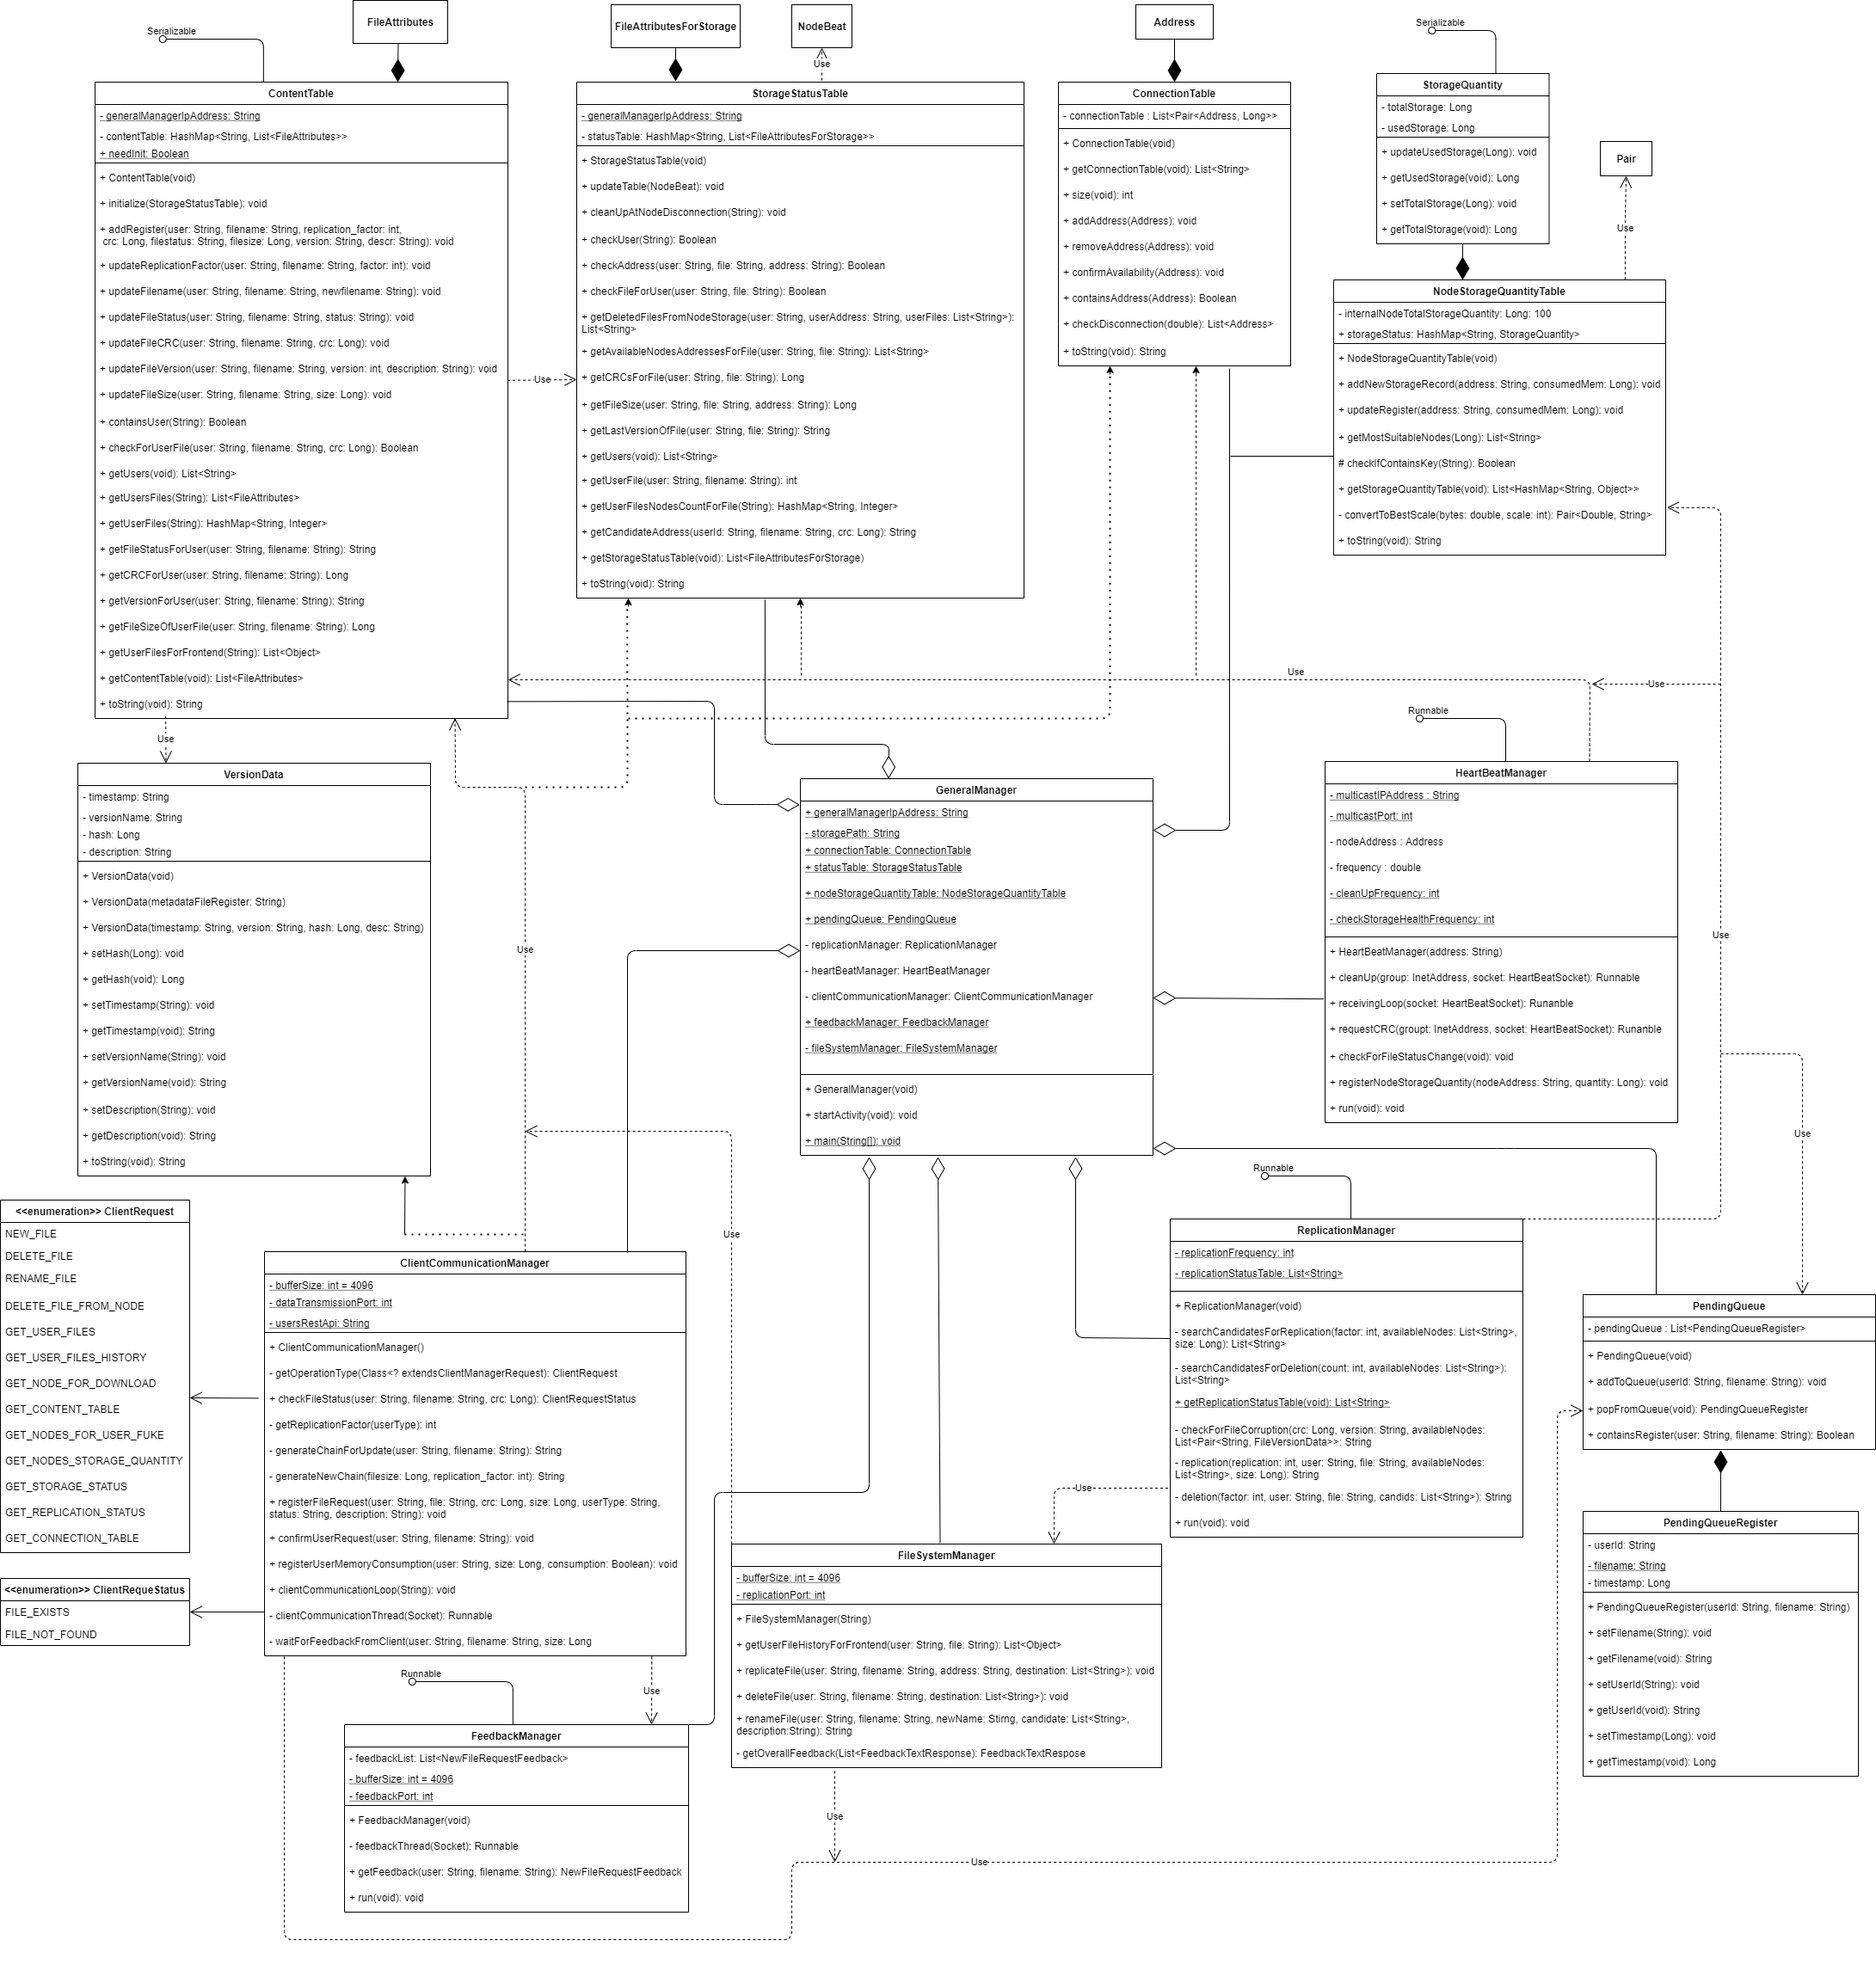 Serializable
FileAttributes
ContentTable
- generalManagerIpAddress: String
- contentTable: HashMap<String, List<FileAttributes>>
+ needInit: Boolean
+ ContentTable(void)
+ initialize(StorageStatusTable): void
+ addRegister(user: String, filename: String, replication_factor: int,
crc: Long, filestatus: String, filesize: Long, version: String, descr: String): void
+ updateReplicationFactor(user: String, filename: String, factor: int): void
+ updateFilename(user: String, filename: String, newfilename: String): void
+ updateFileStatus(user: String, filename: String, status: String): void
+ updateFileCRC(user: String, filename: String, crc: Long): void
+ updateFileVersion(user: String, filename: String, version: int, description: String): void
+ updateFileSize(user: String, filename: String, size: Long): void
+ containsUser(String): Boolean
+ checkForUserFile(user: String, filename: String, crc: Long): Boolean
+ getUsers(void): List<String>
+ getUsersFiles(String): List<FileAttributes>
+ getUserFiles(String): HashMap<String, Integer>
+ getFileStatusForUser(user: String, filename: String): String
+ getCRCForUser(user: String, filename: String): Long
+ getVersionForUser(user: String, filename: String): String
+ getFileSizeOfUserFile(user: String, filename: String): Long
+ getUserFilesForFrontend(String): List<Object>
+ getContentTable(void): List<FileAttributes>
+ toString(void): String
Use
FileAttributesForStorage
NodeBeat
Use
StorageStatusTable
- generalManagerIpAddress: String
- statusTable: HashMap<String, List<FileAttributesForStorage>>
+ StorageStatusTable(void)
+ updateTable(NodeBeat): void
+ cleanUpAtNodeDisconnection(String): void
+ checkUser(String): Boolean
+ checkAddress(user: String, file: String, address: String): Boolean
+ checkFileForUser(user: String, file: String): Boolean
+ getDeletedFilesFromNodeStorage(user: String, userAddress: String, userFiles: List<String>):
List<String>
+ getAvailableNodesAddressesForFile(user: String, file: String): List<String>
+ getCRCsForFile(user: String, file: String): Long
+ getFileSize(user: String, file: String, address: String): Long
+ getLastVersionOfFile(user: String, file: String): String
+ getUsers(void): List<String>
+ getUserFile(user: String, filename: String): int
+ getUserFilesNodesCountForFile(String): HashMap<String, Integer>
+ getCandidateAddress(userId: String, filename: String, crc: Long): String
+ getStorageStatusTable(void): List<FileAttributesForStorage)
+ toString(void): String
Address
ConnectionTable
- connectionTable : List<Pair<Address, Long>>
+ ConnectionTable(void)
+ getConnectionTable(void): List<String>
+ size(void): int
+ addAddress(Address): void
+ removeAddress(Address): void
+ confirmAvailability(Address): void
+ containsAddress(Address): Boolean
+ checkDisconnection(double): List<Address>
+ toString(void): String
Serializable
StorageQuantity
- totalStorage: Long
- usedStorage: Long
+ updateUsedStorage(Long): void
+ getUsedStorage(void): Long
+ setTotalStorage(Long): void
+ getTotalStorage(void): Long
Pair
Use
NodeStorageQuantityTable
- internalNodeTotalStorageQuantity: Long: 100
+ storageStatus: HashMap<String, StorageQuantity>
+ NodeStorageQuantityTable(void)
+ addNewStorageRecord(address: String, consumedMem: Long): void
+ updateRegister(address: String, consumedMem: Long): void
+ getMostSuitableNodes(Long): List<String>
# checkIfContainsKey(String): Boolean
+ getStorageQuantityTable(void): List<HashMap<String, Object>>
- convertToBestScale(bytes: double, scale: int): Pair<Double, String>
+ toString(void): String
Use
Use
Use
VersionData
- timestamp: String
- versionName: String
- hash: Long
- description: String
+ VersionData(void)
+ VersionData(metadataFileRegister: String)
+ VersionData(timestamp: String, version: String, hash: Long, desc: String)
+ setHash(Long): void
+ getHash(void): Long
+ setTimestamp(String): void
+ getTimestamp(void): String
+ setVersionName(String): void
+ getVersionName(void): String
+ setDescription(String): void
+ getDescription(void): String
+ toString(void): String
Use
GeneralManager
+ generalManagerIpAddress: String
- storagePath: String
+ connectionTable: ConnectionTable
+ statusTable: StorageStatusTable
+ nodeStorageQuantityTable: NodeStorageQuantityTable
+ pendingQueue: PendingQueue
- replicationManager: ReplicationManager
- heartBeatManager: HeartBeatManager
- clientCommunicationManager: ClientCommunicationManager
+ feedbackManager: FeedbackManager
- fileSystemManager: FileSystemManager
+ GeneralManager(void)
+ startActivity(void): void
+ main(String[]): void
Runnable
HeartBeatManager
- multicastIPAddress : String
- multicastPort: int
- nodeAddress : Address
- frequency : double
- cleanUpFrequency: int
- checkStorageHealthFrequency: int
+ HeartBeatManager(address: String)
+ cleanUp(group: InetAddress, socket: HeartBeatSocket): Runnable
+ receivingLoop(socket: HeartBeatSocket): Runanble
+ requestCRC(groupt: InetAddress, socket: HeartBeatSocket): Runanble
+ checkForFileStatusChange(void): void
+ registerNodeStorageQuantity(nodeAddress: String, quantity: Long): void
+ run(void): void
Use
Use
<<enumeration>> ClientRequest
NEW_FILE
DELETE_FILE
RENAME_FILE
DELETE_FILE_FROM_NODE
GET_USER_FILES
GET_USER_FILES_HISTORY
GET_NODE_FOR_DOWNLOAD
GET_CONTENT_TABLE
GET_NODES_FOR_USER_FUKE
GET_NODES_STORAGE_QUANTITY
GET_STORAGE_STATUS
GET_REPLICATION_STATUS
GET_CONNECTION_TABLE
<<enumeration>> ClientRequeStatus
FILE_EXISTS
FILE_NOT_FOUND
ClientCommunicationManager
- bufferSize: int = 4096
- dataTransmissionPort: int
- usersRestApi: String
+ ClientCommunicationManager()
- getOperationType(Class<? extendsClientManagerRequest): ClientRequest
+ checkFileStatus(user: String, filename: String, crc: Long): ClientRequestStatus
- getReplicationFactor(userType): int
- generateChainForUpdate(user: String, filename: String): String
- generateNewChain(filesize: Long, replication_factor: int): String
+ registerFileRequest(user: String, file: String, crc: Long, size: Long, userType: String,
status: String, description: String): void
+ confirmUserRequest(user: String, filename: String): void
+ registerUserMemoryConsumption(user: String, size: Long, consumption: Boolean): void
+ clientCommunicationLoop(String): void
- clientCommunicationThread(Socket): Runnable
- waitForFeedbackFromClient(user: String, filename: String, size: Long
Use
Use
Runnable
ReplicationManager
- replicationFrequency: int
- replicationStatusTable: List<String>
+ ReplicationManager(void)
- searchCandidatesForReplication(factor: int, availableNodes: List<String>,
size: Long): List<String>
- searchCandidatesForDeletion(count: int, availableNodes: List<String>):
List<String>
+ getReplicationStatusTable(void): List<String>
- checkForFileCorruption(crc: Long, version: String, availableNodes:
List<Pair<String, FileVersionData>>: String
- replication(replication: int, user: String, file: String, availableNodes:
List<String>, size: Long): String
- deletion(factor: int, user: String, file: String, candids: List<String>): String
+ run(void): void
Use
PendingQueue
- pendingQueue : List<PendingQueueRegister>
+ PendingQueue(void)
+ addToQueue(userId: String, filename: String): void
+ popFromQueue(void): PendingQueueRegister
+ containsRegister(user: String, filename: String): Boolean
PendingQueueRegister
- userId: String
- filename: String
- timestamp: Long
+ PendingQueueRegister(userId: String, filename: String)
+ setFilename(String): void
+ getFilename(void): String
+ setUserId(String): void
+ getUserId(void): String
+ setTimestamp(Long): void
+ getTimestamp(void): Long
FileSystemManager
- bufferSize: int = 4096
- replicationPort: int
+ FileSystemManager(String)
+ getUserFileHistoryForFrontend(user: String, file: String): List<Object>
+ replicateFile(user: String, filename: String, address: String, destination: List<String>): void
+ deleteFile(user: String, filename: String, destination: List<String>): void
+ renameFile(user: String, filename: String, newName: Stirng, candidate: List<String>,
description:String): String
- getOverallFeedback(List<FeedbackTextResponse): FeedbackTextRespose
Runnable
FeedbackManager
- feedbackList: List<NewFileRequestFeedback>
- bufferSize: int = 4096
- feedbackPort: int
+ FeedbackManager(void)
- feedbackThread(Socket): Runnable
+ getFeedback(user: String, filename: String): NewFileRequestFeedback
+ run(void): void
Use
Use